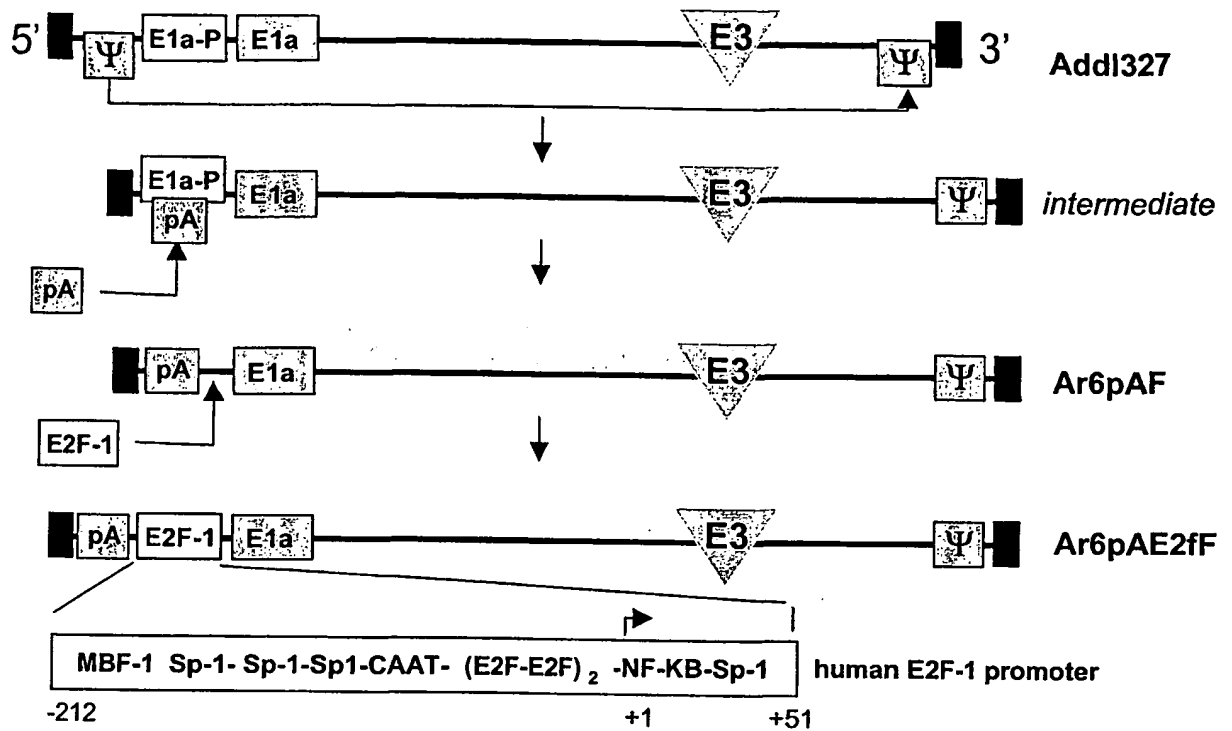 5' Ψ E1a-P E1a E3 Ψ 3' Addl327
E1a-P pA E1a E3 Ψ intermediate
pA
pA E1a E3 Ψ Ar6pAF
E2F-1
pA E2F-1 E1a E3 Ψ Ar6pAE2fF
MBF-1 Sp-1- Sp-1-Sp1-CAAT- (E2F-E2F) 2 -NF-KB-Sp-1 human E2F-1 promoter
-212 +1 +51